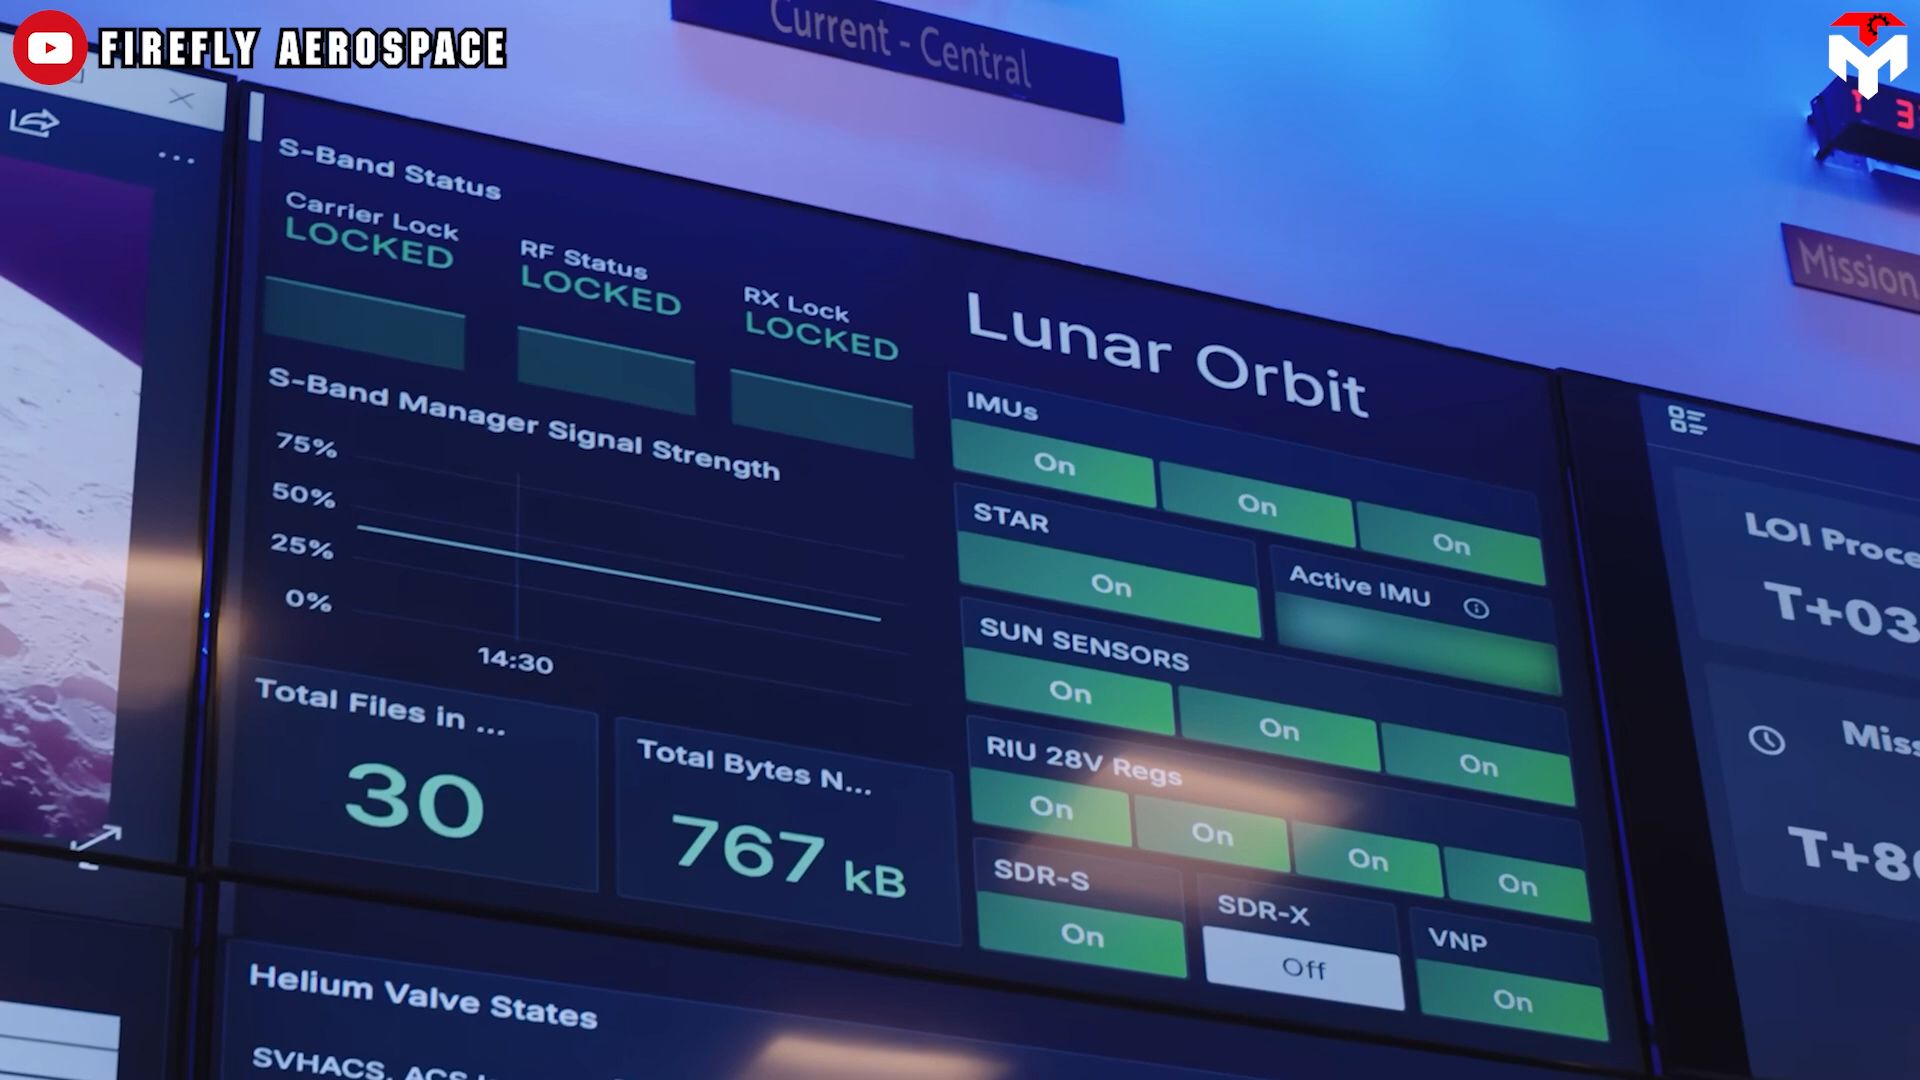 FIREFLY AEROSPACE
Current - Central
S-Band Status
Carrier Lock
LOCKED
RF Status
LOCKED
RX Lock
LOCKED
S-Band Manager Signal Strength
75%
50%
25%
0%
14:30
Total Files in ...
30
Total Bytes N...
767 kB
Helium Valve States
SVHACS,
Lunar Orbit
IMUs
On
On
On
STAR
On
Active IMU
SUN SENSORS
On
On
On
RIU 28V Regs
On
On
On
On
SDR-S
On
SDR-X
Off
VNP
On
Mission
LOI Proce
T+03
Miss
T+8